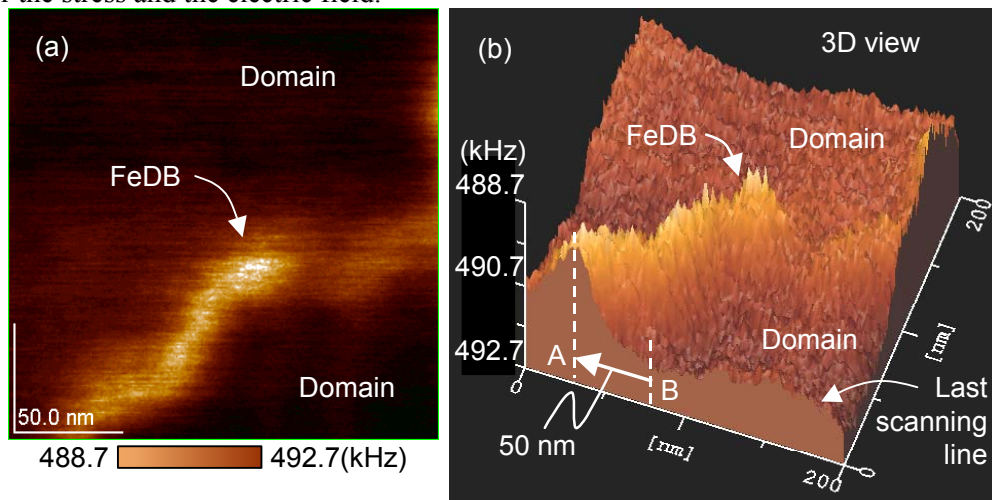 r the stress and the electric field.
(a)
Domain
FeDB
Domain
50.0 nm
488.7 492.7(kHz)
(b)
3D view
FeDB
Domain
(kHz)
488.7
490.7
492.7
Domain
A
B
0
50 nm
[nm]
200
0
[nm]
200
Last
scanning
line